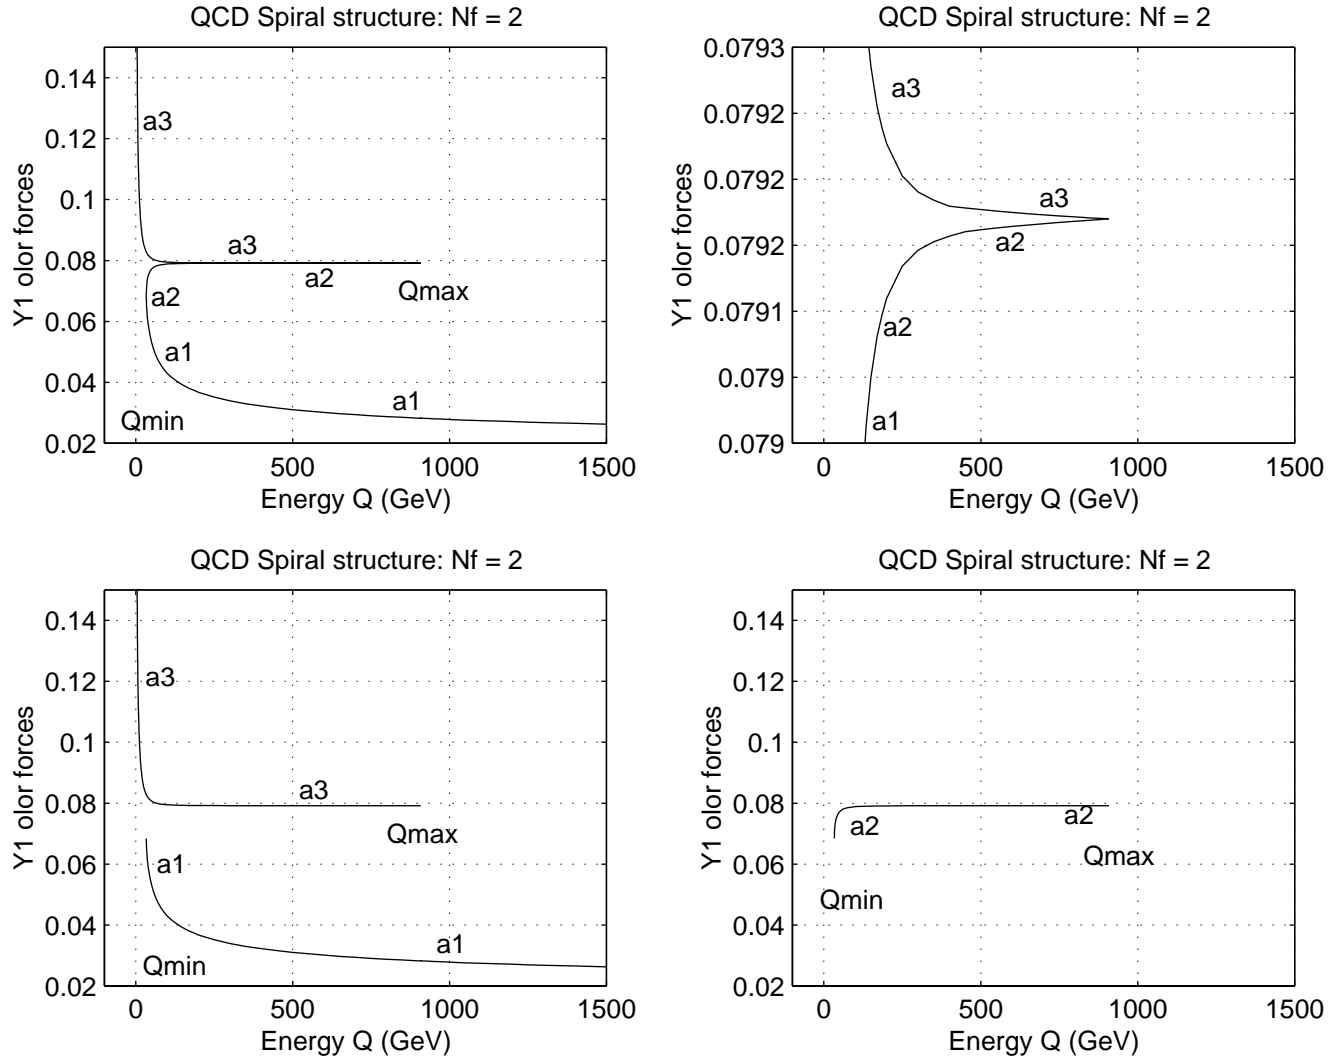 QCD Spiral structure: Nf = 2
Y1 olor forces
0.14
0.12
0.1
0.08
0.06
0.04
0.02
a3
a3
a2
Qmax
a2
a1
a1
Qmin
0 500 1000 1500
Energy Q (GeV)
QCD Spiral structure: Nf = 2
Y1 olor forces
0.0793
0.0792
0.0792
0.0792
0.0791
0.079
0.079
a3
a3
a2
a2
a1
0 500 1000 1500
Energy Q (GeV)
QCD Spiral structure: Nf = 2
Y1 olor forces
0.14
0.12
0.1
0.08
0.06
0.04
0.02
a3
a3
Qmax
a1
a1
Qmin
0 500 1000 1500
Energy Q (GeV)
QCD Spiral structure: Nf = 2
Y1 olor forces
0.14
0.12
0.1
0.08
0.06
0.04
0.02
a2
a2
Qmax
Qmin
0 500 1000 1500
Energy Q (GeV)